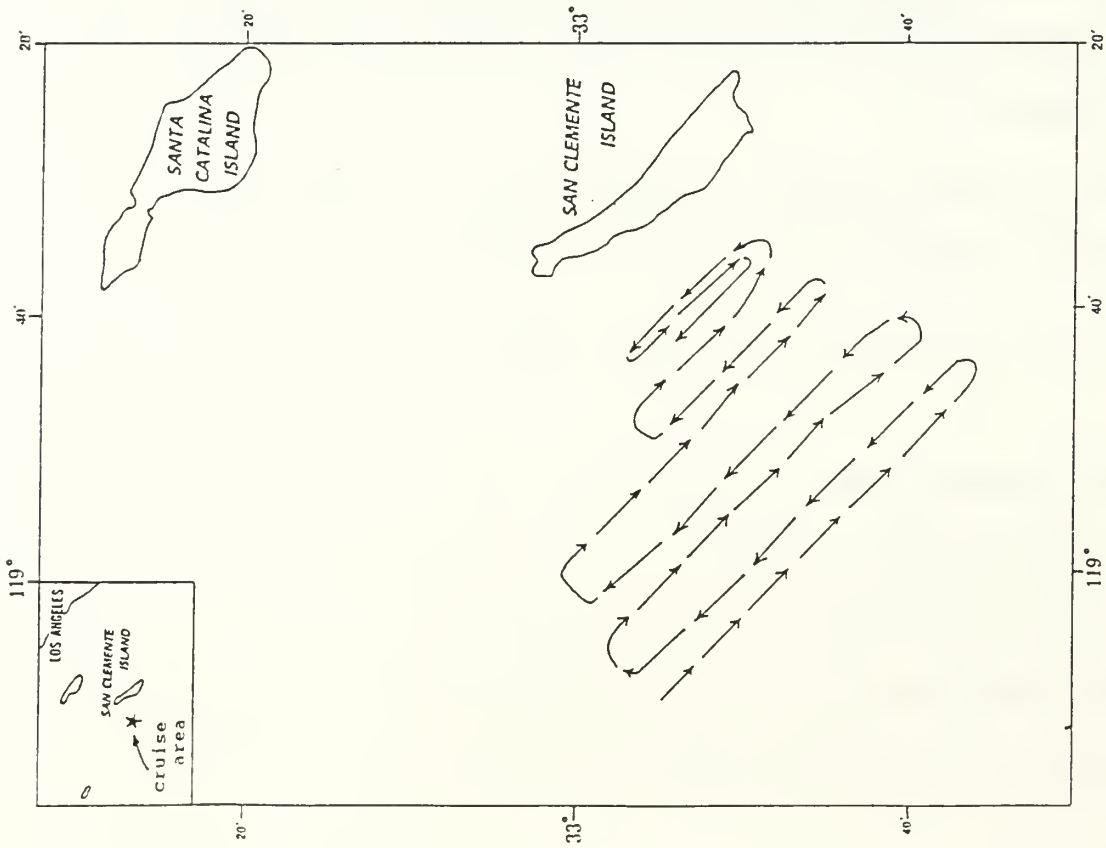 119°
40'
20'
LOS ANGELES
SAN CLEMENTE
ISLAND
cruise
area
SANTA
CATALINA
ISLAND
SAN CLEMENTE
ISLAND
20'
33°
40'
20'
33°
40'
119°
40'
20'